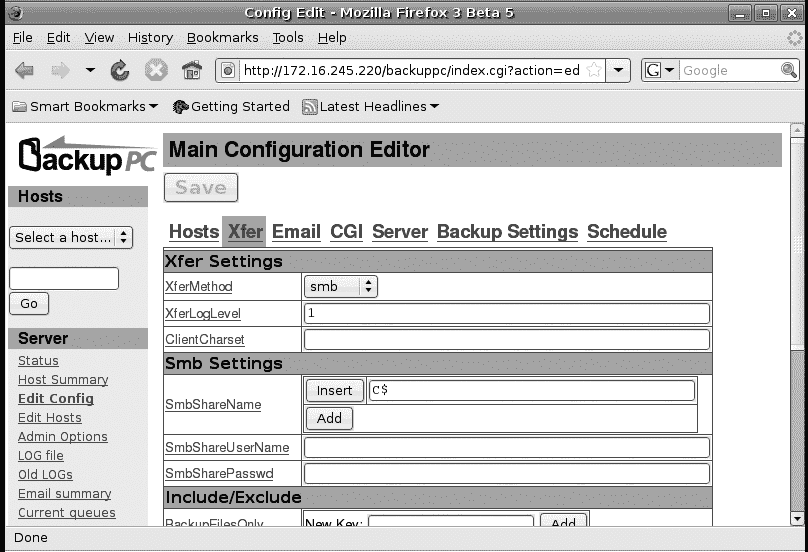 Config Edit - Mozilla Firefox 3 Beta 5
File Edit View History Bookmarks Tools Help
http://172.16.245.220/backuppc/index.cgi?action=ed
G Google
Smart Bookmarks Getting Started Latest Headlines
BackupPC
Hosts
Select a host...
Go
Server
Status
Host Summary
Edit Config
Edit Hosts
Admin Options
LOG file
Old LOGs
Email summary
Current queues
Main Configuration Editor
Save
Hosts Xfer Email CGI Server Backup Settings Schedule
Xfer Settings
XferMethod smb
XferLogLevel 1
ClientCharset
Smb Settings
SmbShareName Insert C$
Add
SmbShareUserName
SmbSharePasswd
Include/Exclude
BackupFilesOnly New Key: Add
Done